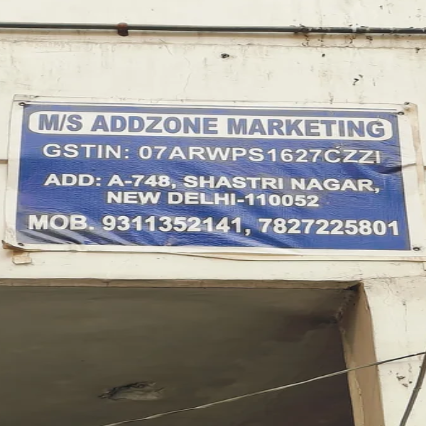 M/S ADDZONE MARKETING
GSTIN: 07ARWPS1627CZZI
ADD: A-748, SHASTRI NAGAR,
NEW DELHI-110052
MOB. 9311352141, 7827225801